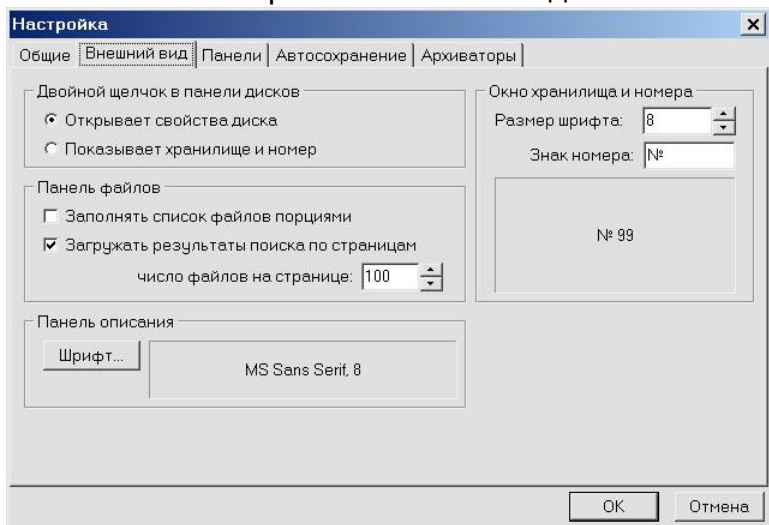 Настройка
Общие Внешний вид Панели Автосохранение Архиваторы
Двойной щелчок в панели дисков
Открывает свойства диска
Показывает хранилище и номер
Панель файлов
Заполнять список файлов порциями
Загружать результаты поиска по страницам
число файлов на странице: 100
Панель описания
Шрифт... MS Sans Serif, 8
Окно хранилища и номера
Размер шрифта: 8
Знак номера: №
№ 99
OK Отмена